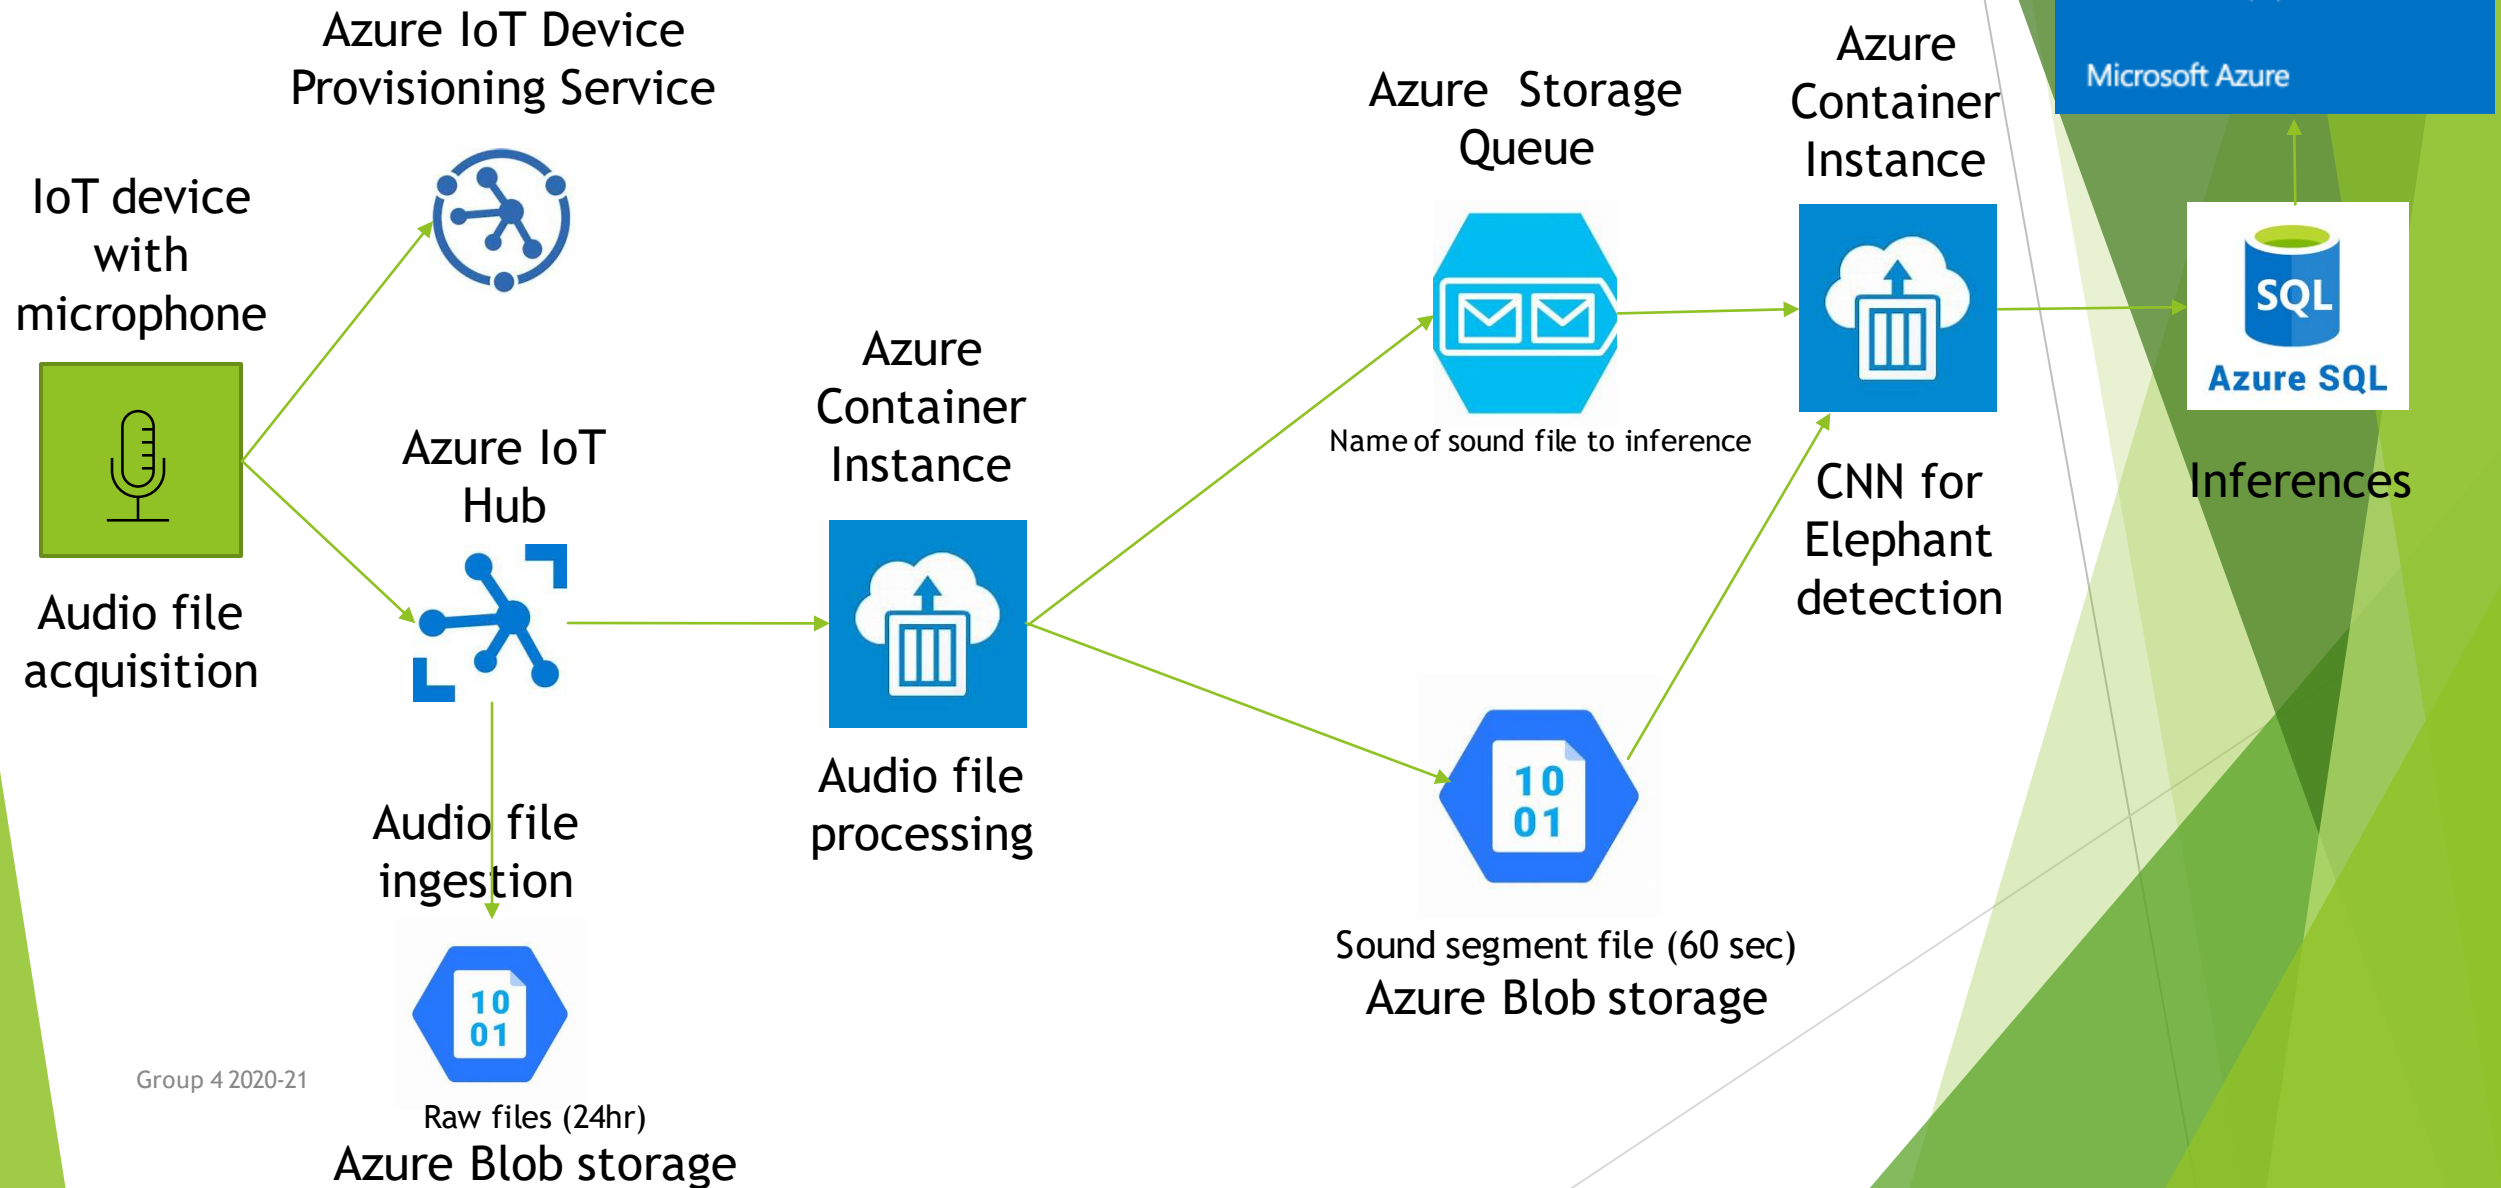 Azure IoT Device
Provisioning Service
IoT device
with
microphone
Audio file
acquisition
Azure IoT
Hub
Audio file
ingestion
10
01
Raw files (24hr)
Azure Blob storage
Group 4 2020-21
Azure
Container
Instance
Audio file
processing
Azure Storage
Queue
Name of sound file to inference
10
01
Sound segment file (60 sec)
Azure Blob storage
Azure
Container
Instance
CNN for
Elephant
detection
Microsoft Azure
SQL
Azure SQL
Inferences